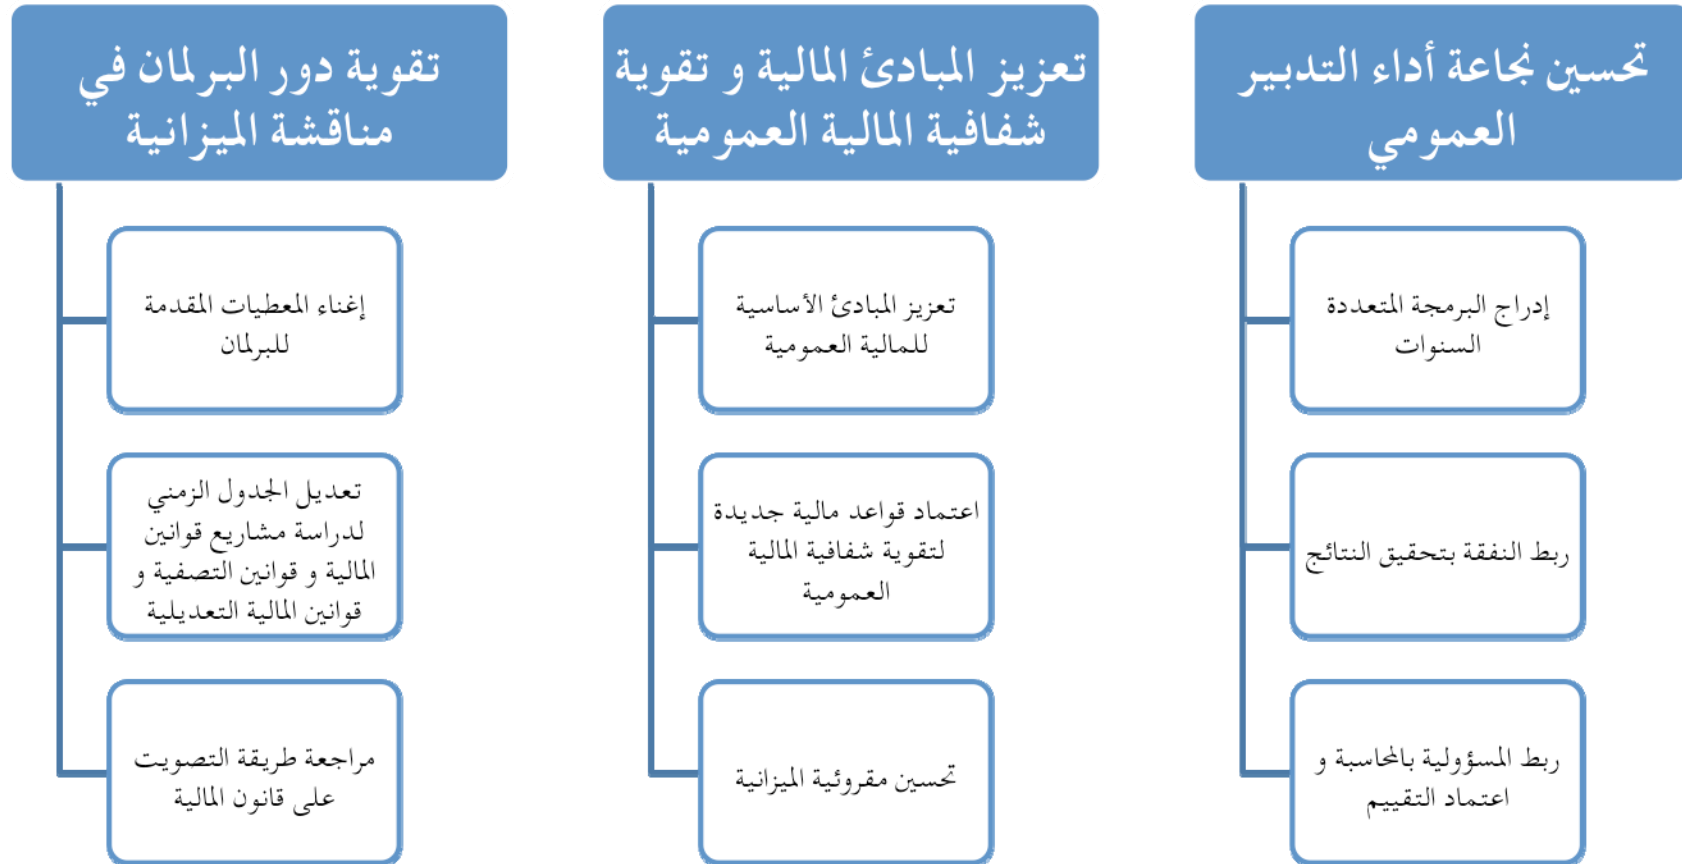 تحسين نجاعة أداء التدبير
العمومي
إدراج البرمجة المتعددة
السنوات
ربط النفقة بتحقيق النتائج
ربط المسؤولية بالمحاسبة و
اعتماد التقييم
تعزيز المبادئ المالية و تقوية
شفافية المالية العمومية
تعزيز المبادئ الأساسية
للمالية العمومية
اعتماد قواعد مالية جديدة
لتقوية شفافية المالية
العمومية
تحسين مقروئية الميزانية
تقوية دور البرلمان في
مناقشة الميزانية
إغناء المعطيات المقدمة
للبرلمان
تعديل الجدول الزمني
لدراسة مشاريع قوانين
المالية و قوانين التصفية و
قوانين المالية التعديلية
مراجعة طريقة التصويت
على قانون المالية